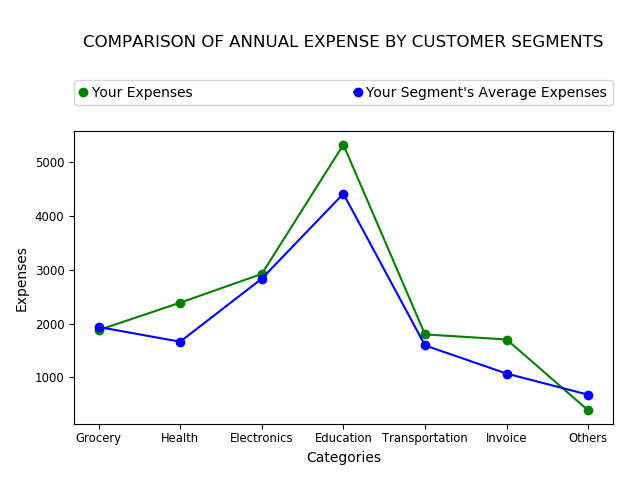 COMPARISON OF ANNUAL EXPENSE BY CUSTOMER SEGMENTS
Your Expenses
Your Segment's Average Expenses
5000
4000
3000
2000
1000
Expenses
Grocery Health Electronics Education Transportation Invoice Others
Categories